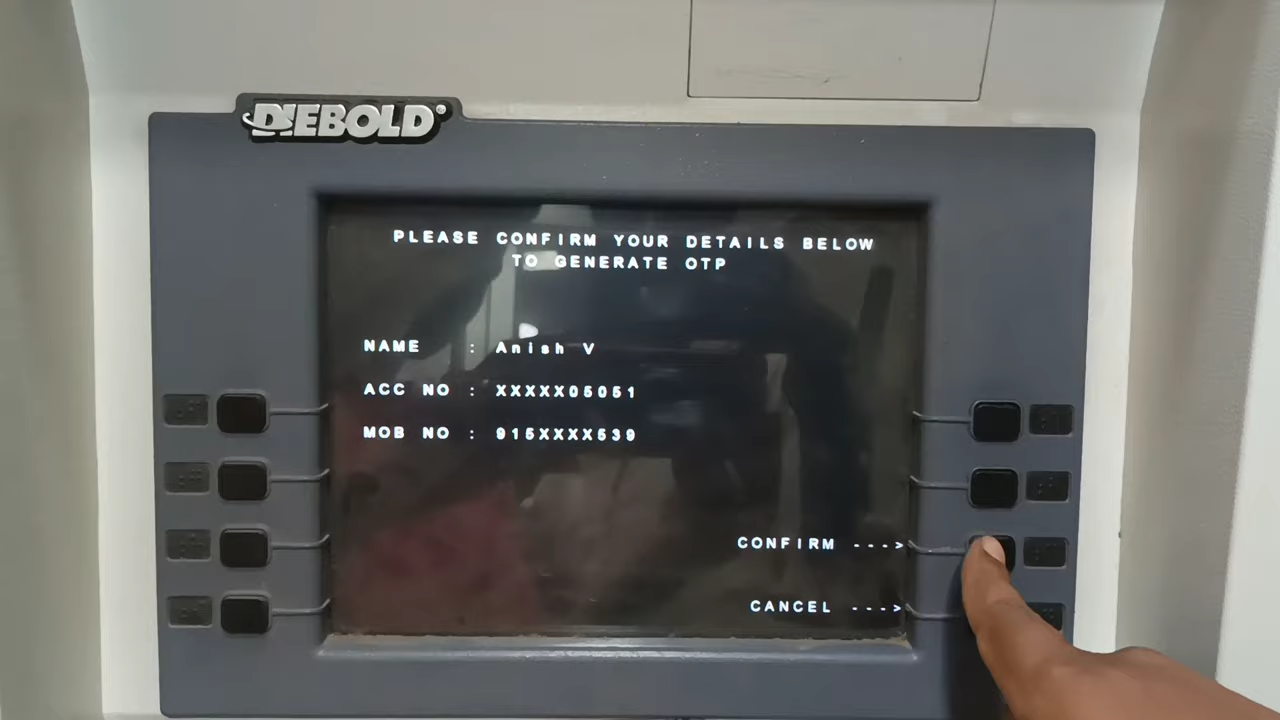 DIEBOLD
PLEASE CONFIRM YOUR DETAILS BELOW
TO GENERATE OTP
NAME : Anish V
ACC NO : XXXXX05051
MOB NO : 915XXXX539
CONFIRM --->
CANCEL --->